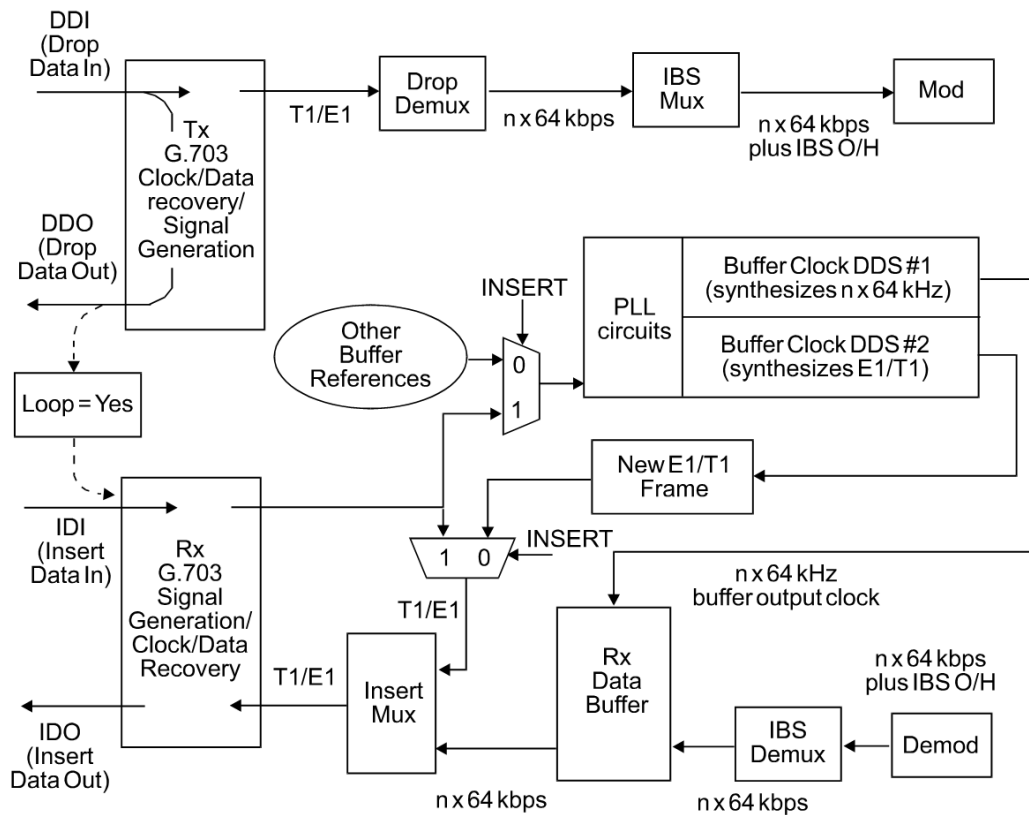 DDI
(Drop
Data In)
T1/E1
Drop
Demux
n x 64 kbps
IBS
Mux
n x 64 kbps
plus IBS O/H
Mod
Tx
G.703
Clock/Data
recovery/
Signal
Generation
DDO
(Drop
Data Out)
Loop = Yes
Other
Buffer
References
INSERT
0
1
PLL
circuits
Buffer Clock DDS #1
(synthesizes n x 64 kHz)
Buffer Clock DDS #2
(synthesizes E1/T1)
New E1/T1
Frame
IDI
(Insert
Data In)
Rx
G.703
Signal
Generation/
Clock/Data
Recovery
1 0
INSERT
T1/E1
n x 64 kHz
buffer output clock
T1/E1
Insert
Mux
Rx
Data
Buffer
n x 64 kbps
plus IBS O/H
IBS
Demux
Demod
IDO
(Insert
Data Out)
n x 64 kbps
n x 64 kbps